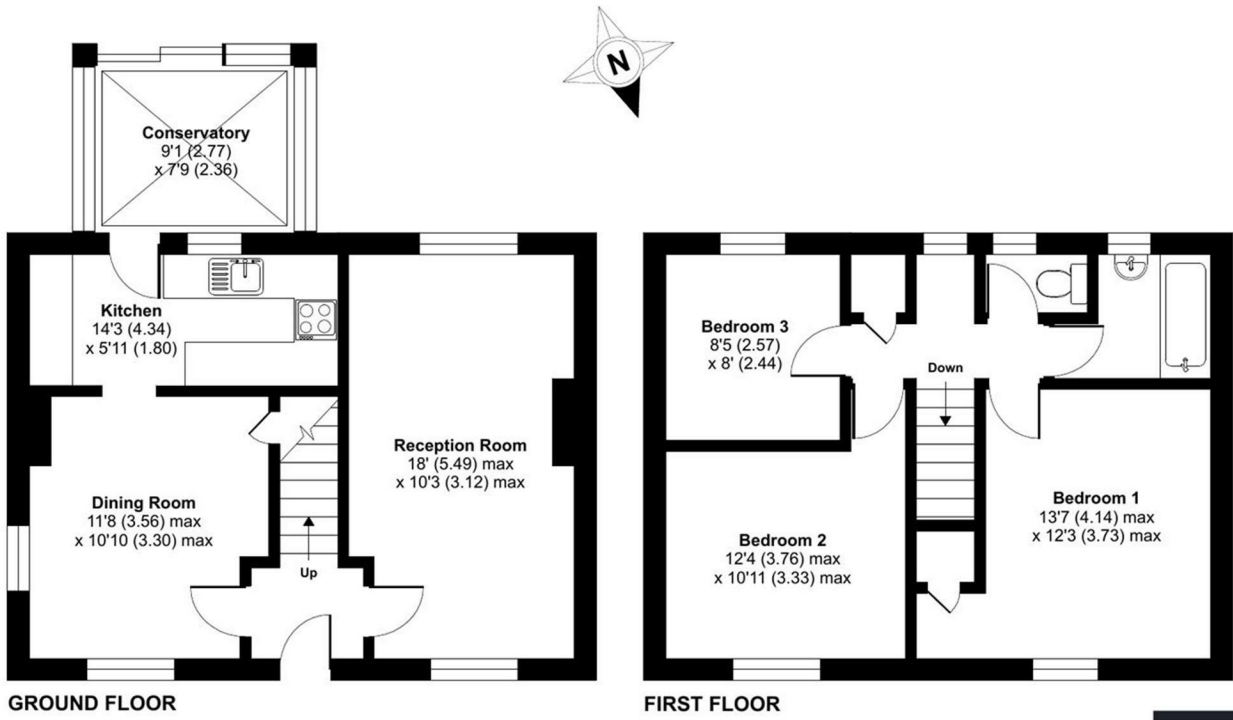 N
Conservatory
9'1 (2.77)
x 7'9 (2.36)
Kitchen
14'3 (4.34)
x 5'11 (1.80)
Reception Room
18' (5.49) max
x 10'3 (3.12) max
Dining Room
11'8 (3.56) max
x 10'10 (3.30) max
Up
GROUND FLOOR
Bedroom 3
8'5 (2.57)
x 8' (2.44)
Down
Bedroom 1
13'7 (4.14) max
x 12'3 (3.73) max
Bedroom 2
12'4 (3.76) max
x 10'11 (3.33) max
FIRST FLOOR